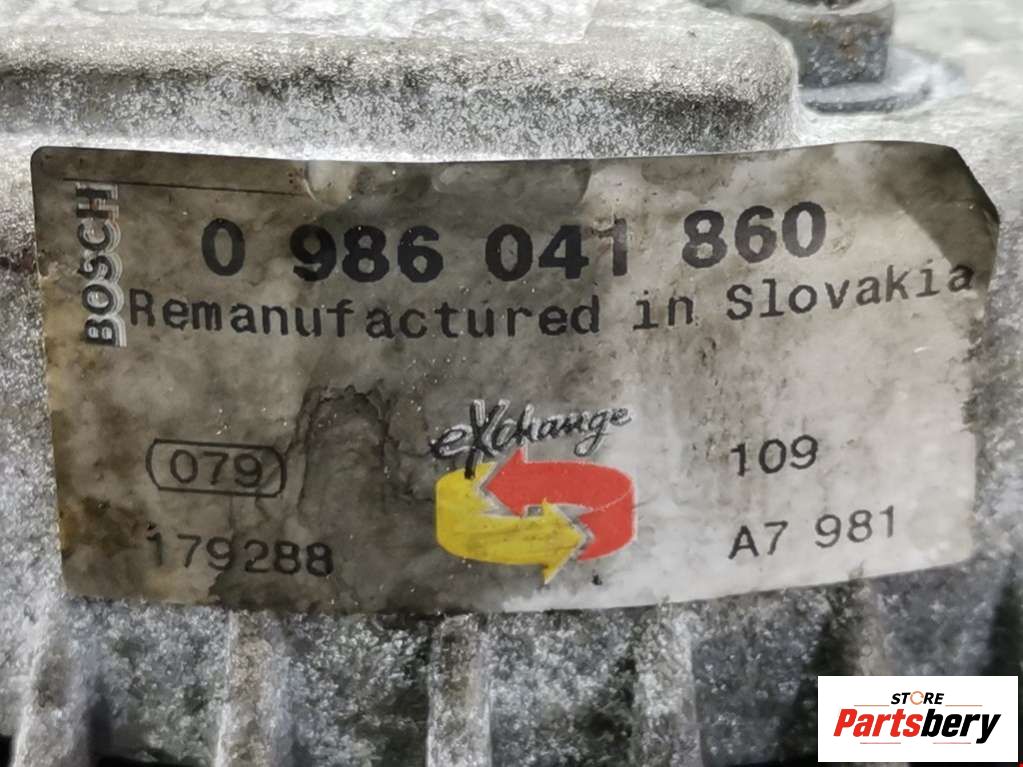 BOSCH
0 986 041 860
Remanufactured in Slovakia
eXchange
079
109
179288
A7 981
STORE
Partsbery